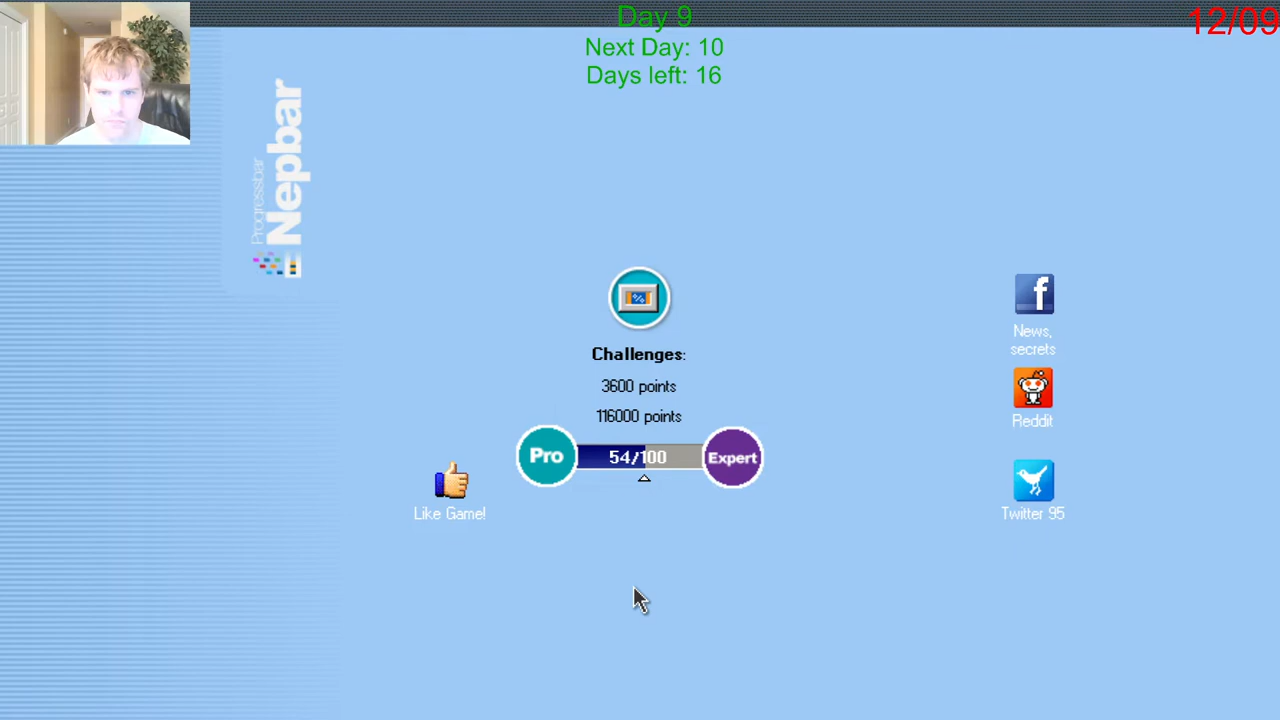 Day 9
Next Day: 10
Days left: 16
12/09
Progressbar
Nepbar
Challenges:
3600 points
116000 points
Pro
54/100
Expert
Like Game!
News,
secrets
Reddit
Twitter 95